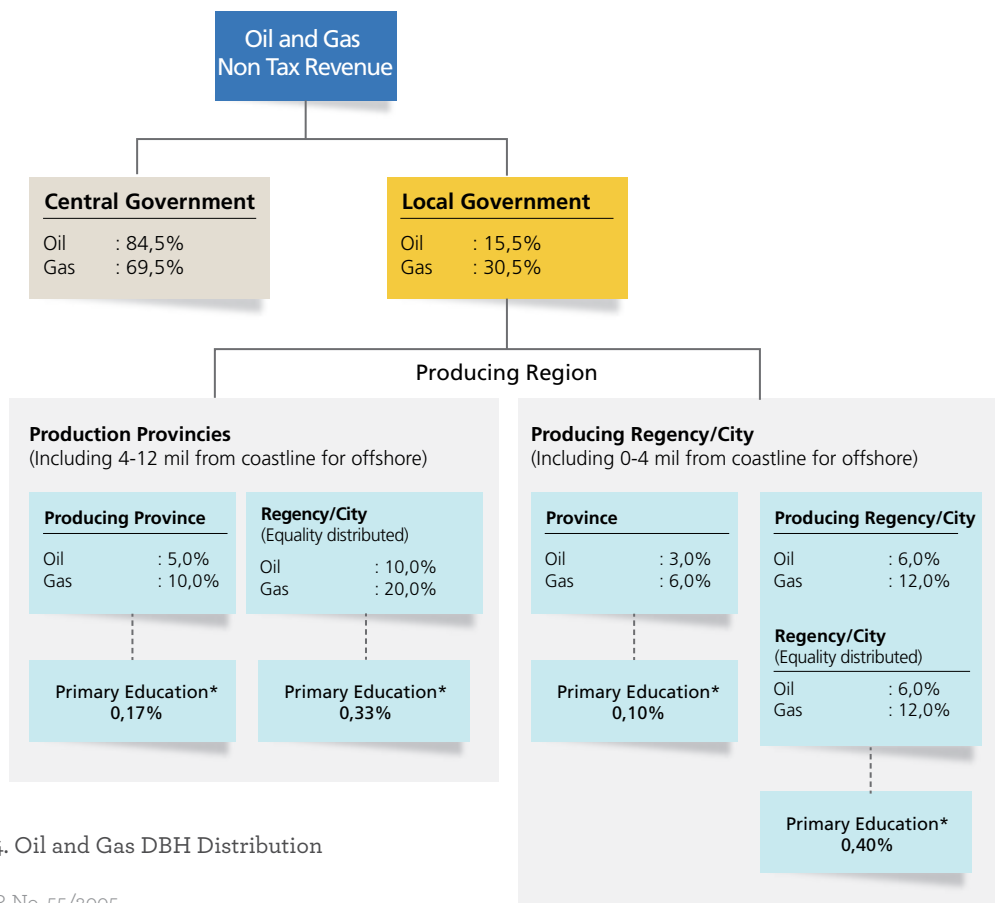 Oil and Gas
Non Tax Revenue
Central Government
Oil : 84,5%
Gas : 69,5%
Local Government
Oil : 15,5%
Gas : 30,5%
Producing Region
Production Provincies
(Including 4-12 mil from coastline for offshore)
Producing Province
Oil : 5,0%
Gas : 10,0%
Regency/City
(Equality distributed)
Oil : 10,0%
Gas : 20,0%
Primary Education*
0,17%
Primary Education*
0,33%
Producing Regency/City
(Including 0-4 mil from coastline for offshore)
Province
Oil : 3,0%
Gas : 6,0%
Producing Regency/City
Oil : 6,0%
Gas : 12,0%
Regency/City
(Equality distributed)
Oil : 6,0%
Gas : 12,0%
Primary Education*
0,10%
Primary Education*
0,40%
. Oil and Gas DBH Distribution
No. 55/2005